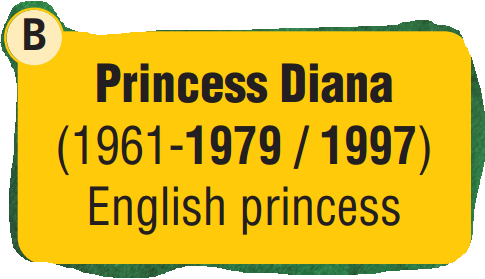 B
Princess Diana
(1961-1979 / 1997)
English princess